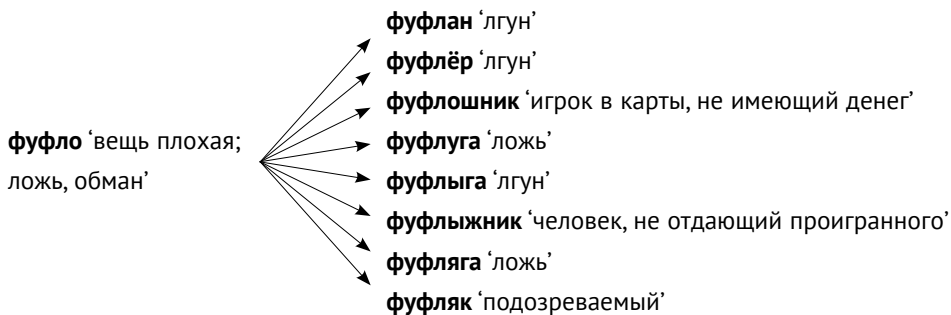 фуфлан ‘лгун’
фуфлёр ‘лгун’
фуфлошник ‘игрок в карты, не имеющий денег’
фуфло ‘вещь плохая;
ложь, обман’
фуфлуга ‘ложь’
фуфлыга ‘лгун’
фуфлыжник ‘человек, не отдающий проигранного’
фуфляга ‘ложь’
фуфляк ‘подозреваемый’